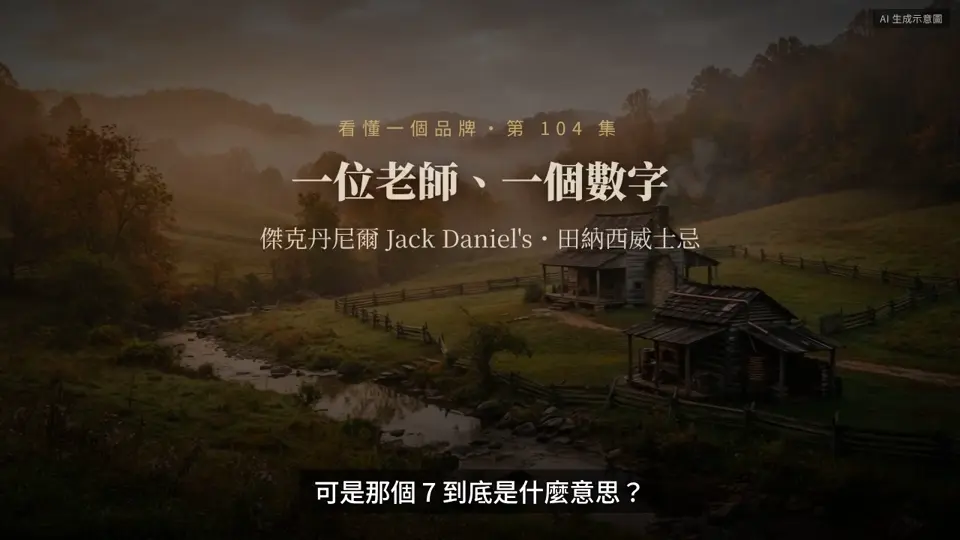 AI 生成示意圖
看懂一個品牌・第 104 集
一位老師、一個數字
傑克丹尼爾 Jack Daniel's・田納西威士忌
可是那個 7 到底是什麼意思？